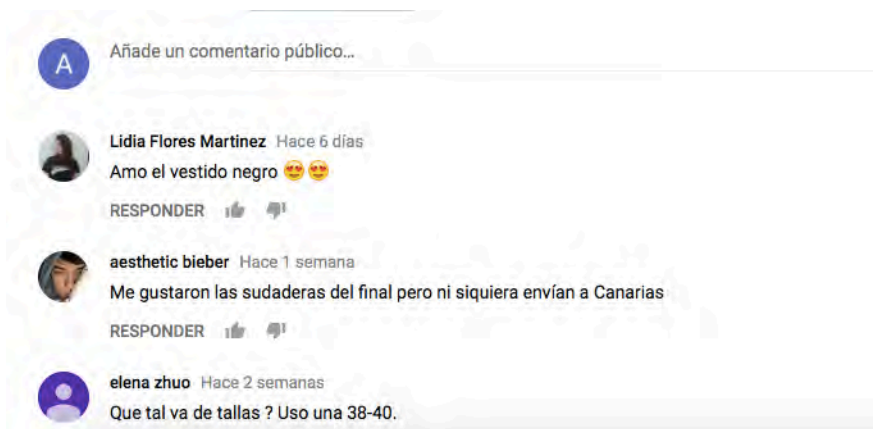 A
Añade un comentario público...
Lidia Flores Martinez Hace 6 días
Amo el vestido negro 😍😍
RESPONDER
aesthetic bieber Hace 1 semana
Me gustaron las sudaderas del final pero ni siquiera envían a Canarias
RESPONDER
elena zhuo Hace 2 semanas
Que tal va de tallas ? Uso una 38-40.